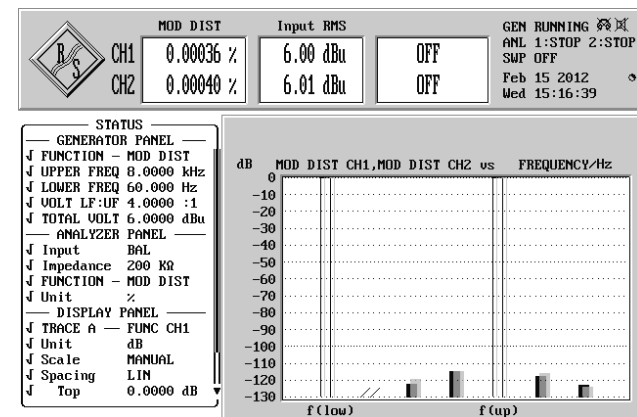 MOD DIST Input RMS
R S CH1 0.00036 % 6.00 dBu OFF
CH2 0.00040 % 6.01 dBu OFF
GEN RUNNING
ANL 1:STOP 2:STOP
SWP OFF
Feb 15 2012
Wed 15:16:39
STATUS
GENERATOR PANEL
√ FUNCTION - MOD DIST
√ UPPER FREQ 8.0000 kHz
√ LOWER FREQ 60.000 Hz
√ VOLT LF:UF 4.0000 :1
√ TOTAL VOLT 6.0000 dBu
ANALYZER PANEL
√ Input BAL
√ Impedance 200 KΩ
√ FUNCTION - MOD DIST
√ Unit %
DISPLAY PANEL
√ TRACE A — FUNC CH1
√ Unit dB
√ Scale MANUAL
√ Spacing LIN
√ Top 0.0000 dB
dB MOD DIST CH1,MOD DIST CH2 vs FREQUENCY/Hz
0
-10
-20
-30
-40
-50
-60
-70
-80
-90
-100
-110
-120
-130
f(low) f(up)